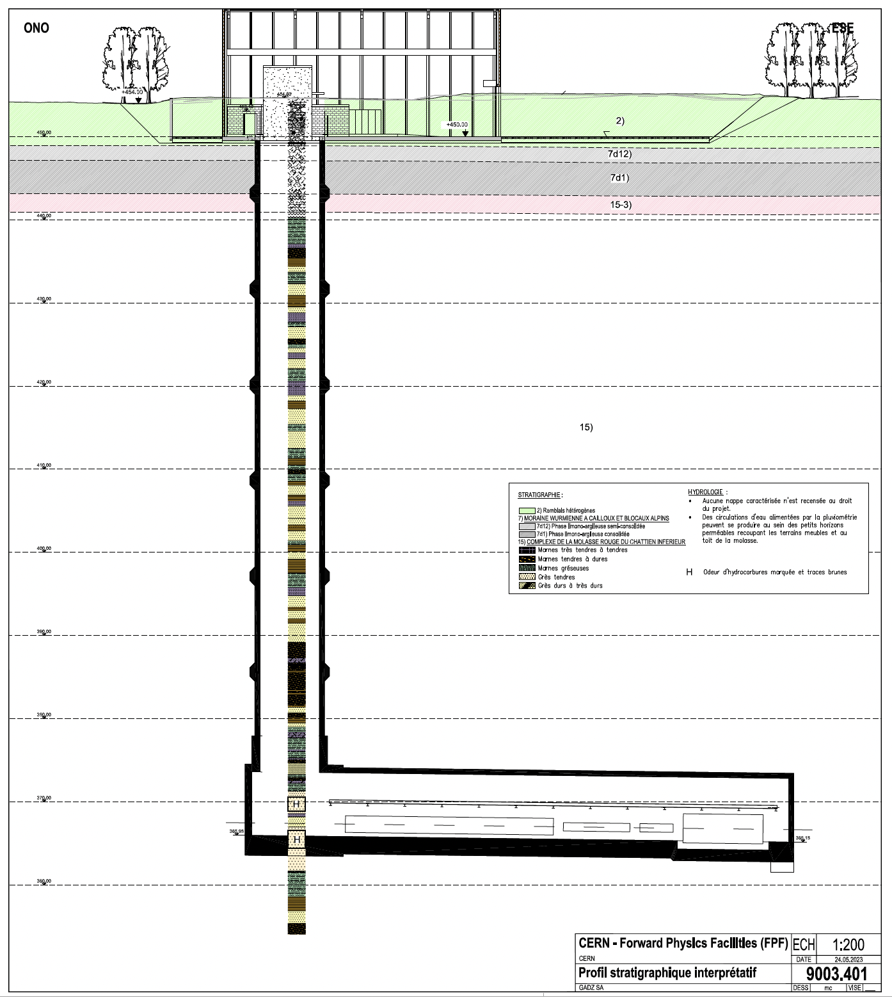 ONO
ESE
+454.00
454.60
+450.00
2)
450.00
7d12)
7d1)
15-3)
440.00
430.00
420.00
15)
410.00
STRATIGRAPHIE :
2) Remblais hétérogènes
7) MORAINE WURMIENNE A CAILLOUX ET BLOCAUX ALPINS
7d12) Phase limono-argileuse semi-consolidée
7d1) Phase limono-argileuse consolidée
15) COMPLEXE DE LA MOLASSE ROUGE DU CHATTIEN INFERIEUR
Marnes très tendres à tendres
Marnes tendres à dures
Marnes gréseuses
Grès tendres
Grès durs à très durs
HYDROLOGIE :
• Aucune nappe caractérisée n'est recensée au droit
du projet.
• Des circulations d'eau alimentées par la pluviométrie
peuvent se produire au sein des petits horizons
perméables recoupant les terrains meubles et au
toit de la molasse.
H Odeur d'hydrocarbures marquée et traces brunes
400.00
390.00
380.00
370.00
H
365.95
H
365.15
360.00
CERN - Forward Physics Facilities (FPF)
ECH
1:200
CERN
DATE
24.05.2023
Profil stratigraphique interprétatif
9003.401
GADZ SA
DESS
mc
VISE